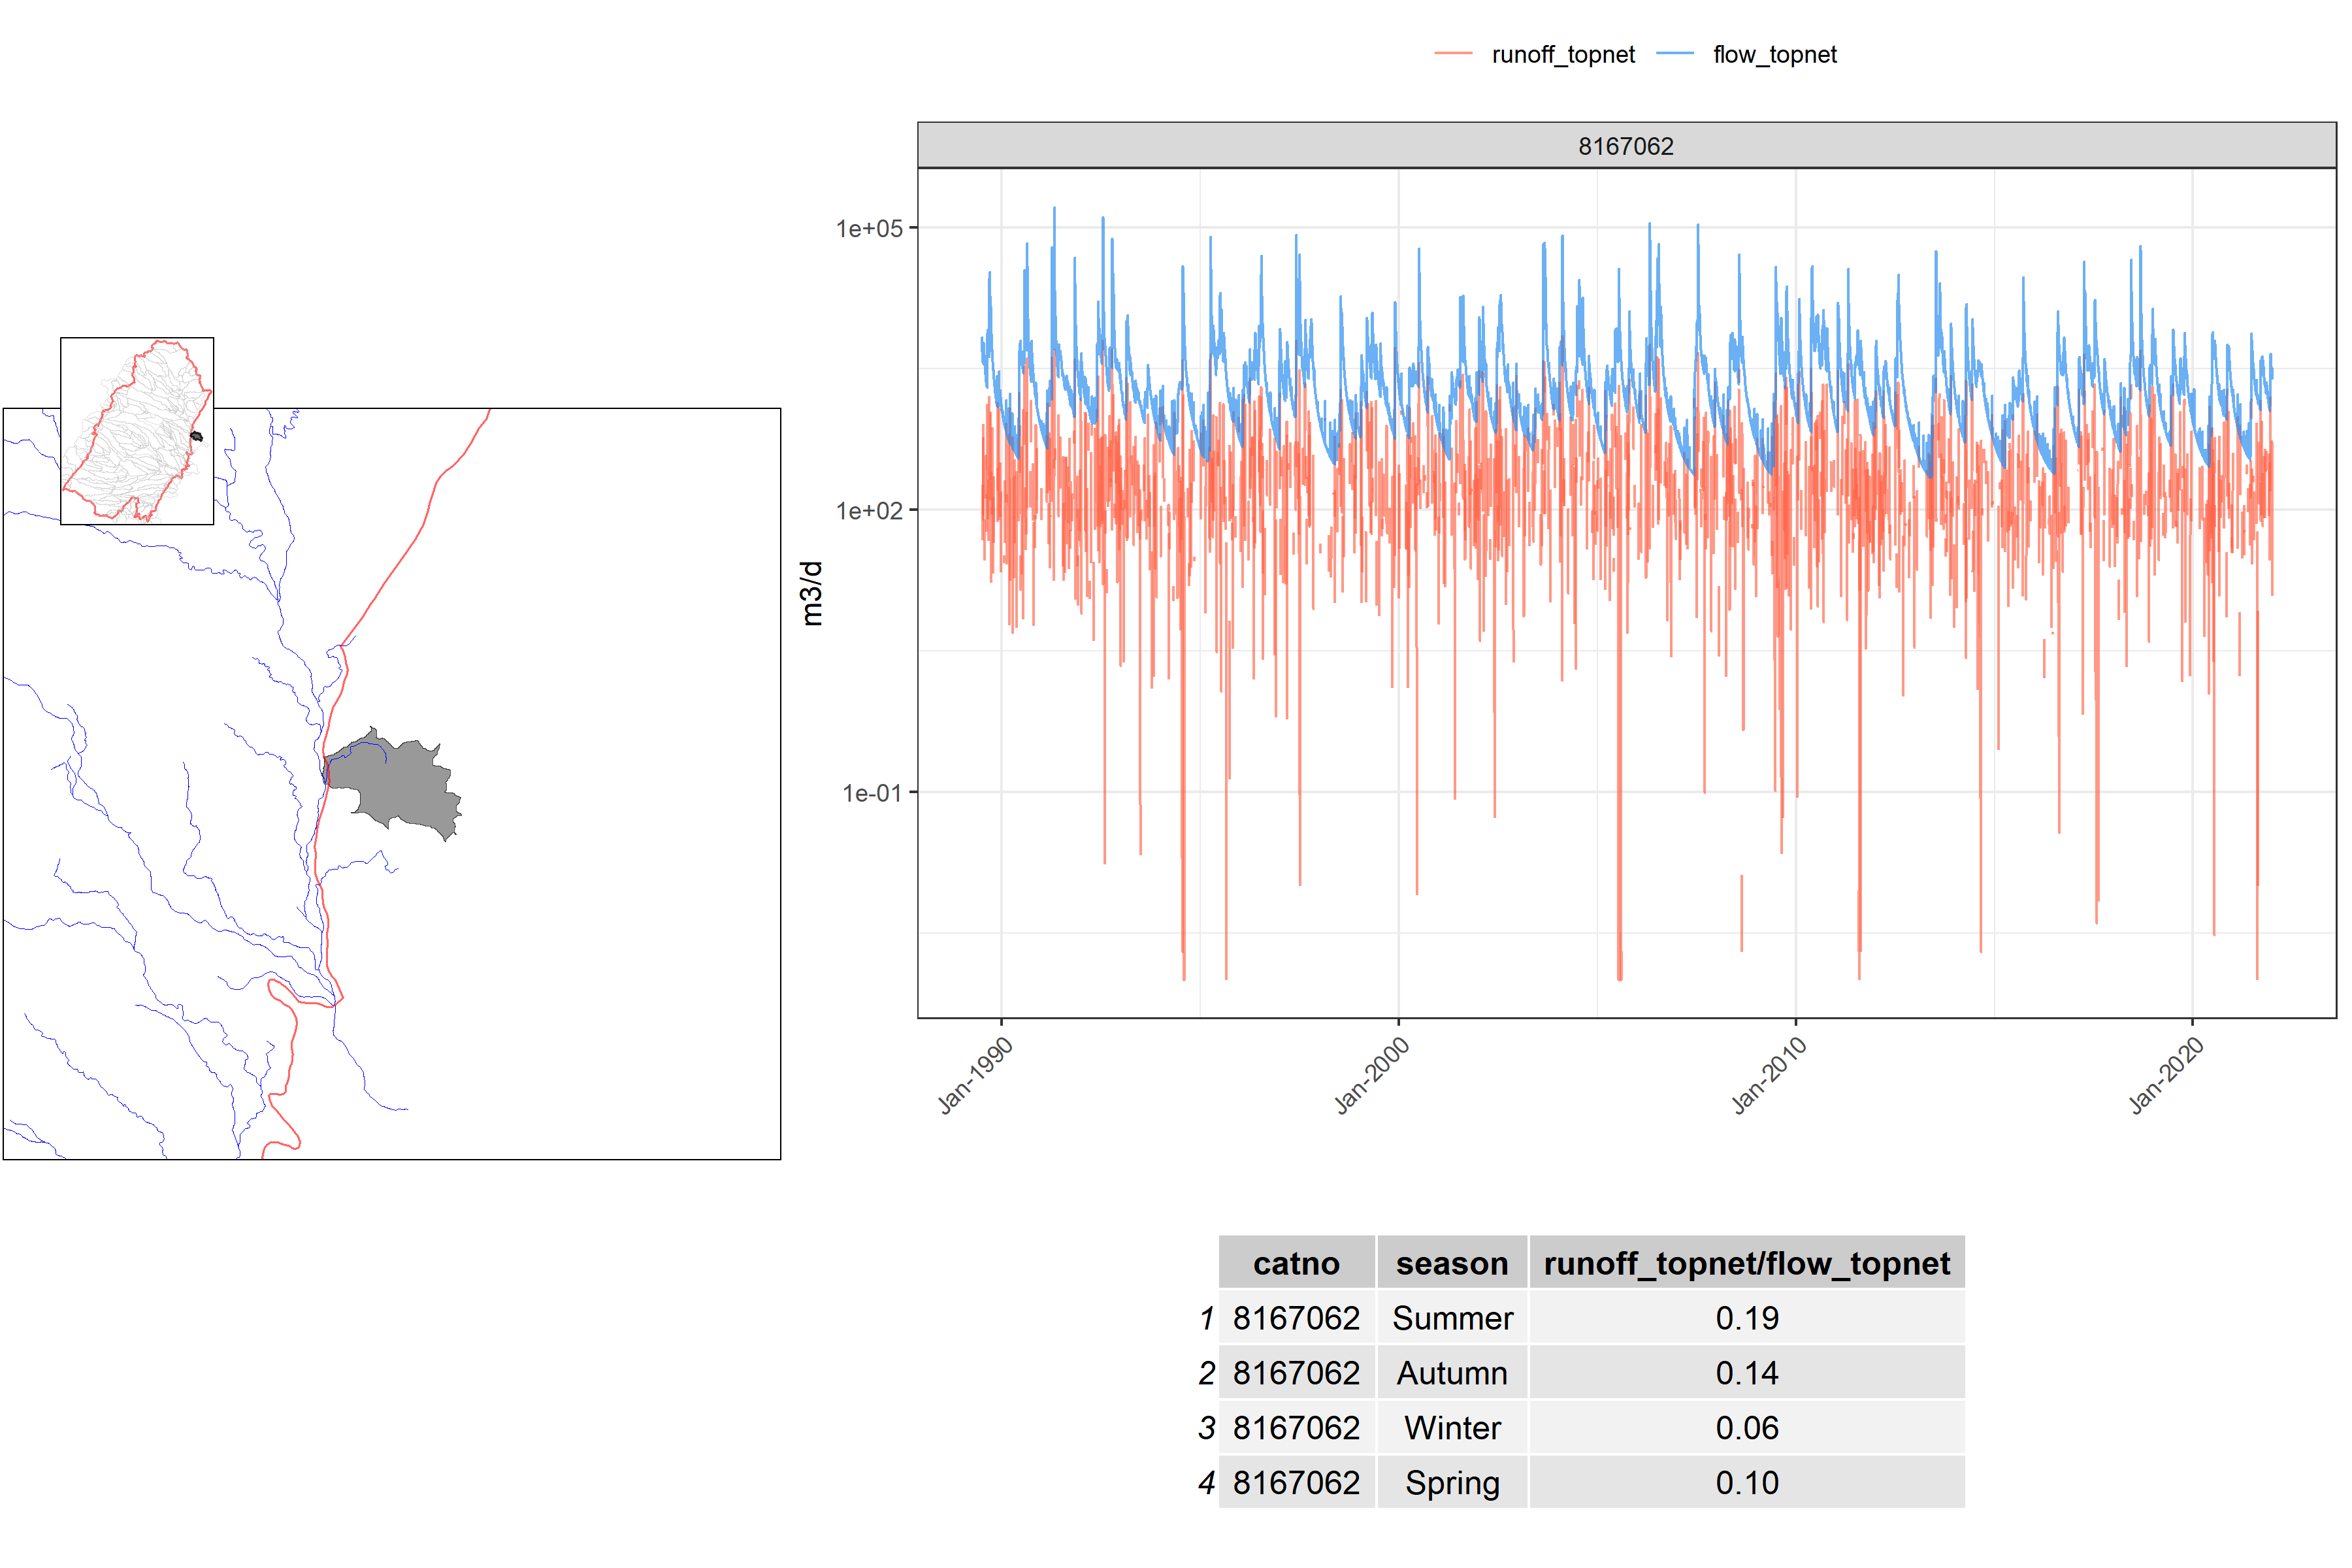 runoff_topnet flow_topnet
8167062
1e+05
1e+02
1e-01
m3/d
Jan-1990 Jan-2000 Jan-2010 Jan-2020
catno season runoff_topnet/flow_topnet
1 8167062 Summer 0.19
2 8167062 Autumn 0.14
3 8167062 Winter 0.06
4 8167062 Spring 0.10